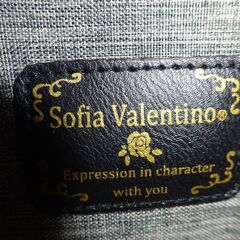 Sofia Valentino®
Expression in character
with you